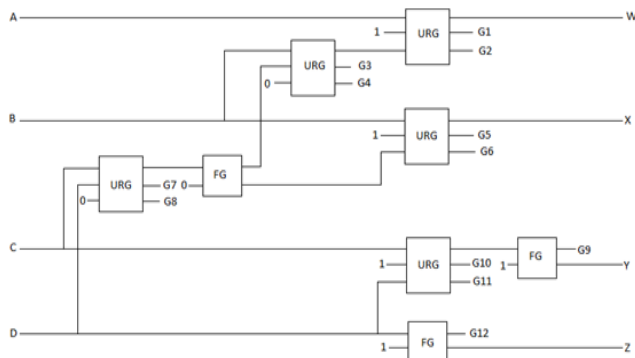 A W
1 URG G1
G2
URG G3
0 G4
B X
1 URG G5
G6
URG G7 0 FG
0 G8
C G9
1 URG G10 1 FG Y
G11
D G12
1 FG Z